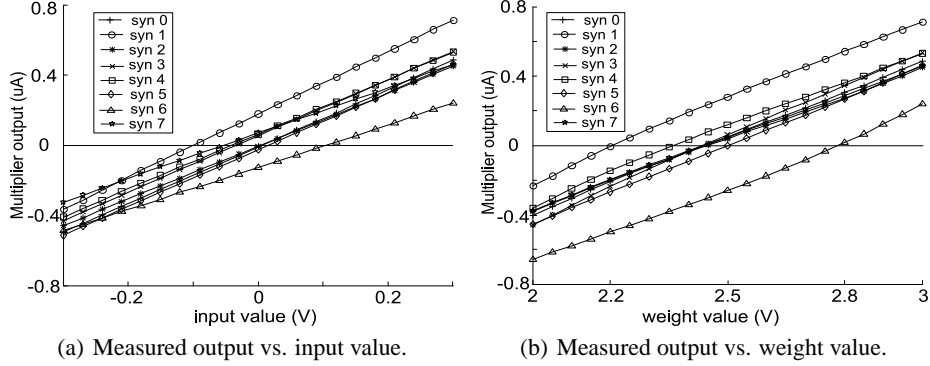 0.8
0.4
0
-0.4
-0.8
Multiplier output (uA)
syn 0
syn 1
syn 2
syn 3
syn 4
syn 5
syn 6
syn 7
-0.2
0
0.2
input value (V)
(a) Measured output vs. input value.
0.8
0.4
0
-0.4
-0.8
Multiplier output (uA)
syn 0
syn 1
syn 2
syn 3
syn 4
syn 5
syn 6
syn 7
2
2.2
2.5
2.8
3
weight value (V)
(b) Measured output vs. weight value.